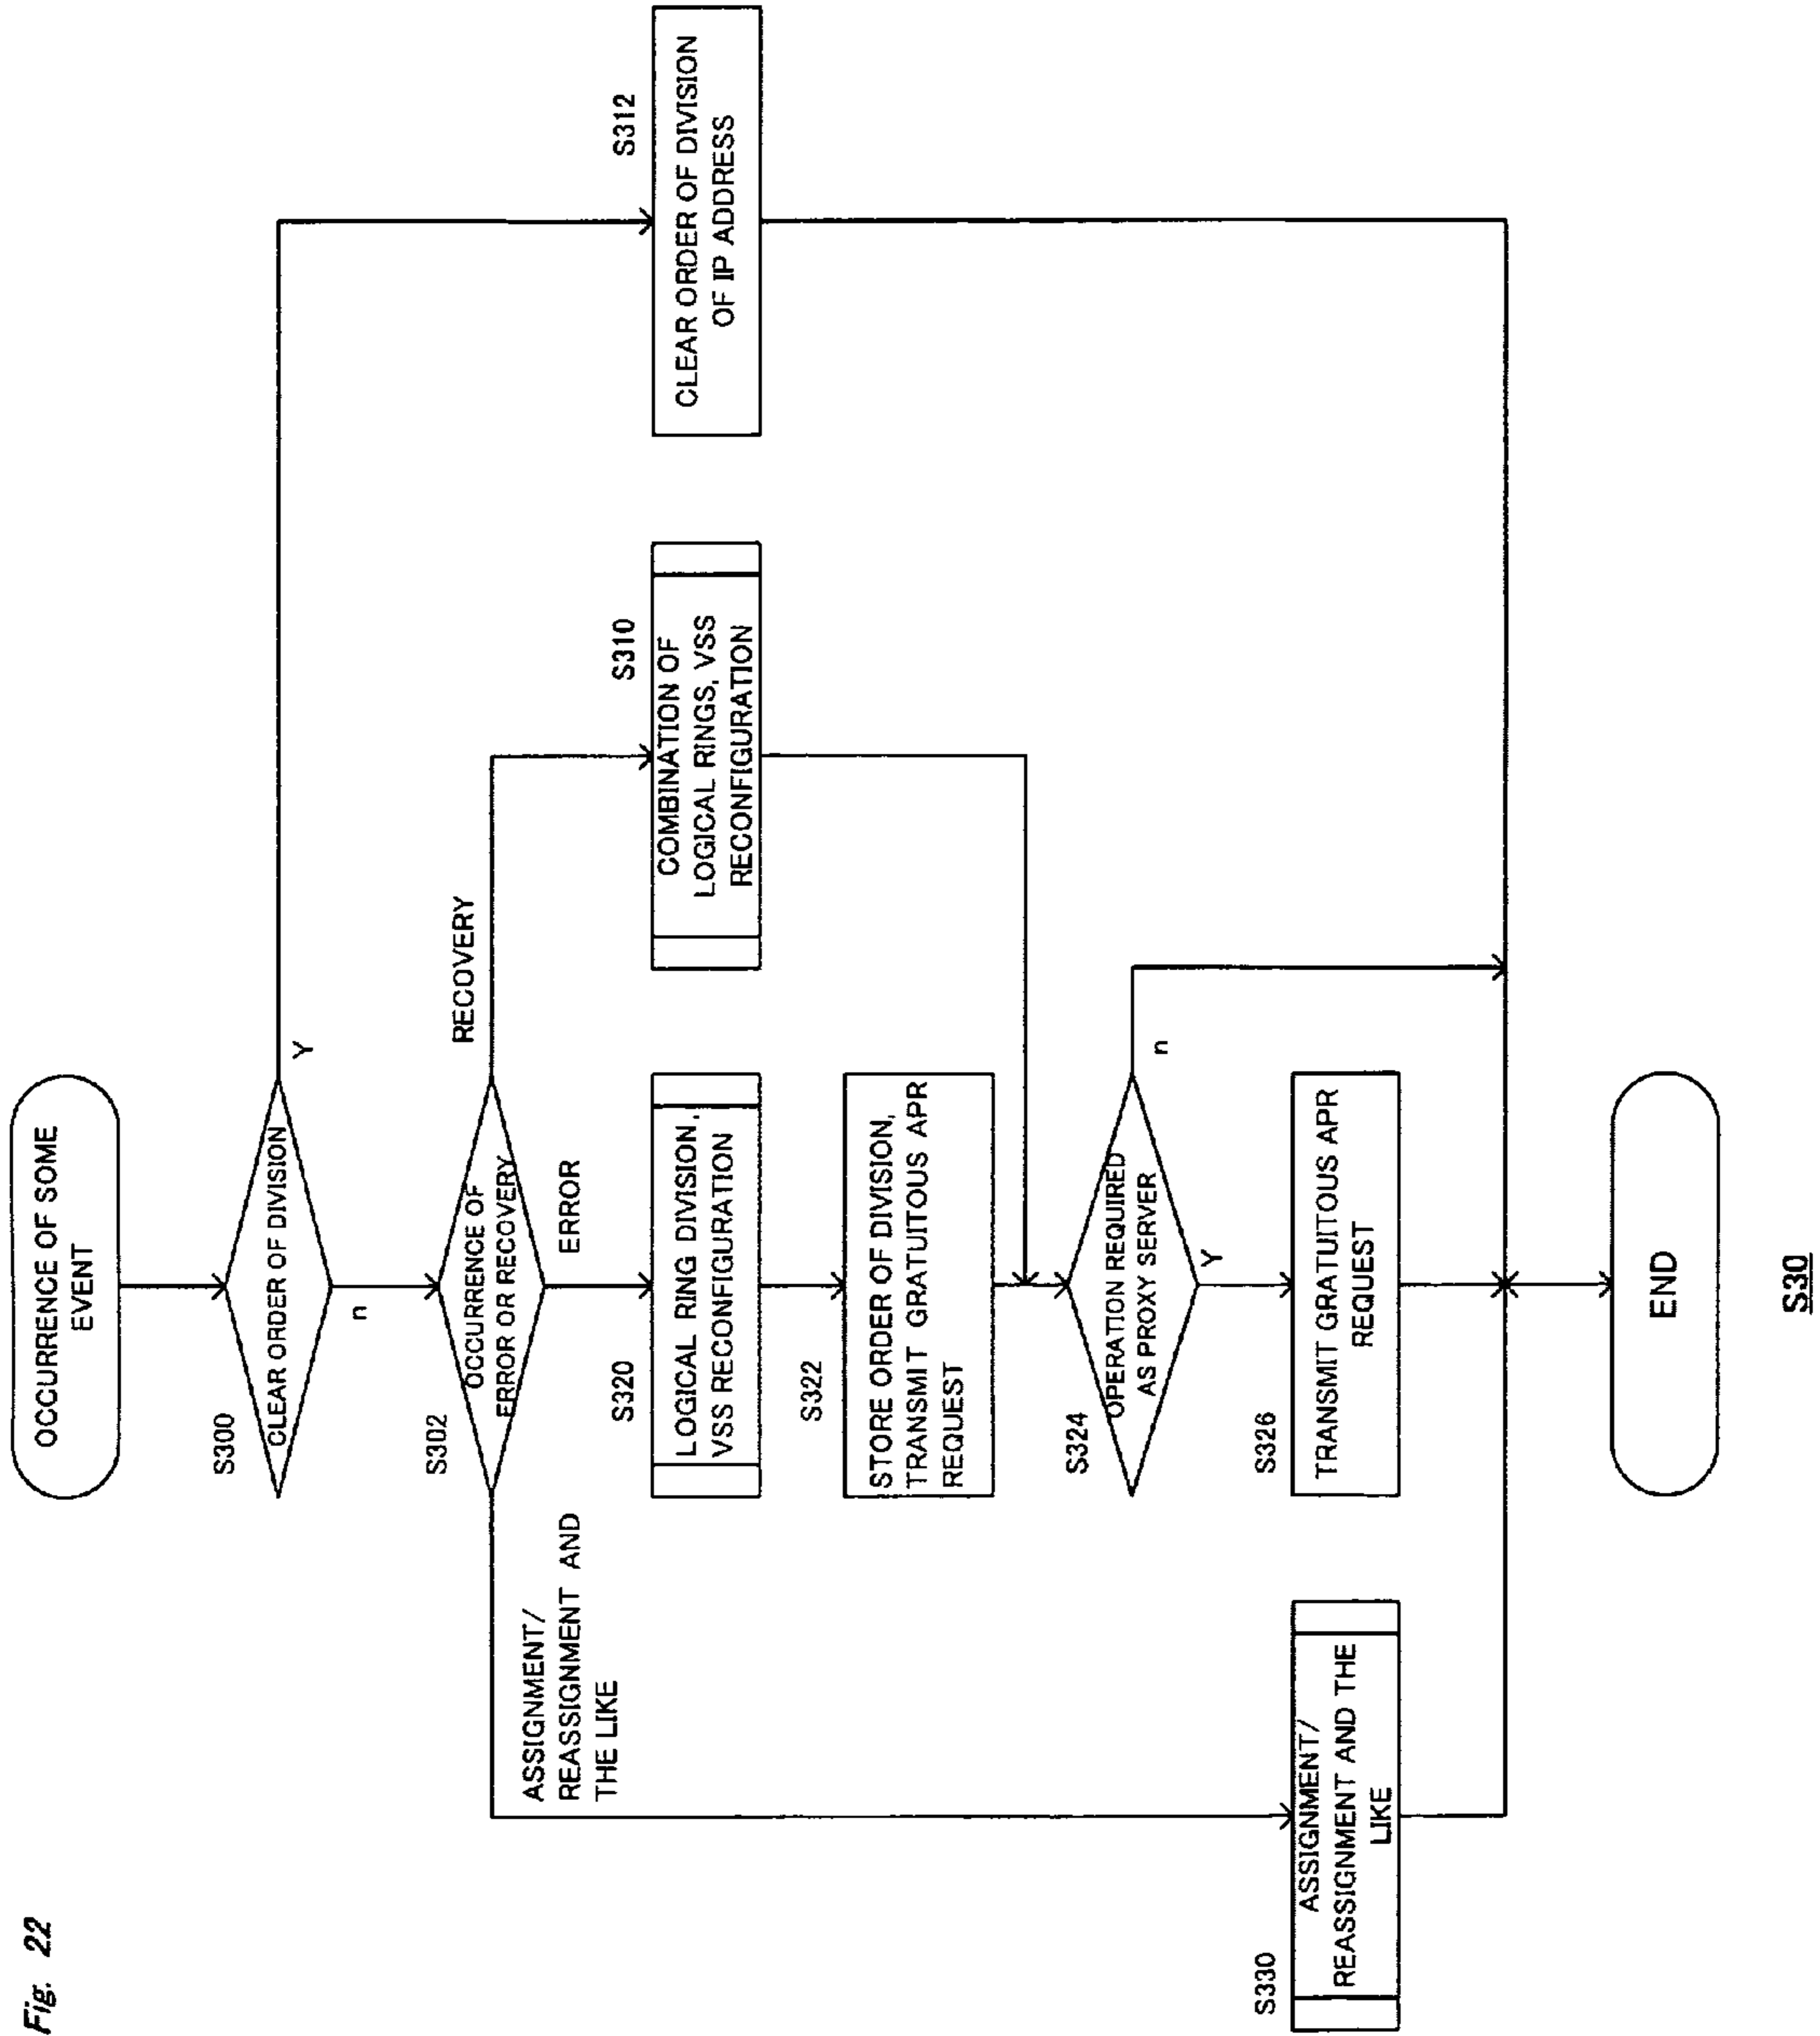 Fig. 22
OCCURRENCE OF SOME
EVENT
S300
CLEAR ORDER OF DIVISION
Y
n
S302
OCCURRENCE OF
ERROR OR RECOVERY
RECOVERY
ERROR
ASSIGNMENT/
REASSIGNMENT AND
THE LIKE
S320
LOGICAL RING DIVISION,
VSS RECONFIGURATION
S310
COMBINATION OF
LOGICAL RINGS, VSS
RECONFIGURATION
S312
CLEAR ORDER OF DIVISION
OF IP ADDRESS
S322
STORE ORDER OF DIVISION,
TRANSMIT GRATUITOUS APR
REQUEST
S324
OPERATION REQUIRED
AS PROXY SERVER
n
Y
S330
ASSIGNMENT/
REASSIGNMENT AND THE
LIKE
S326
TRANSMIT GRATUITOUS APR
REQUEST
END
S30